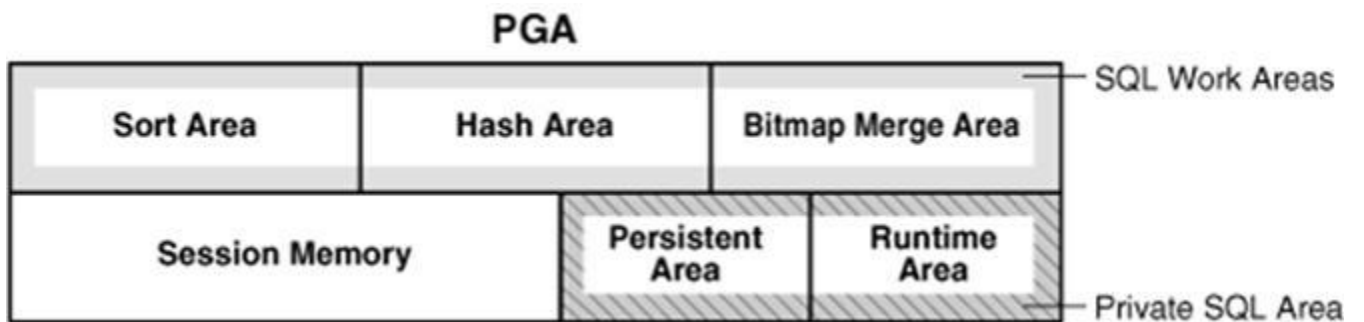 PGA
SQL Work Areas
Sort Area
Hash Area
Bitmap Merge Area
Session Memory
Persistent
Area
Runtime
Area
Private SQL Area